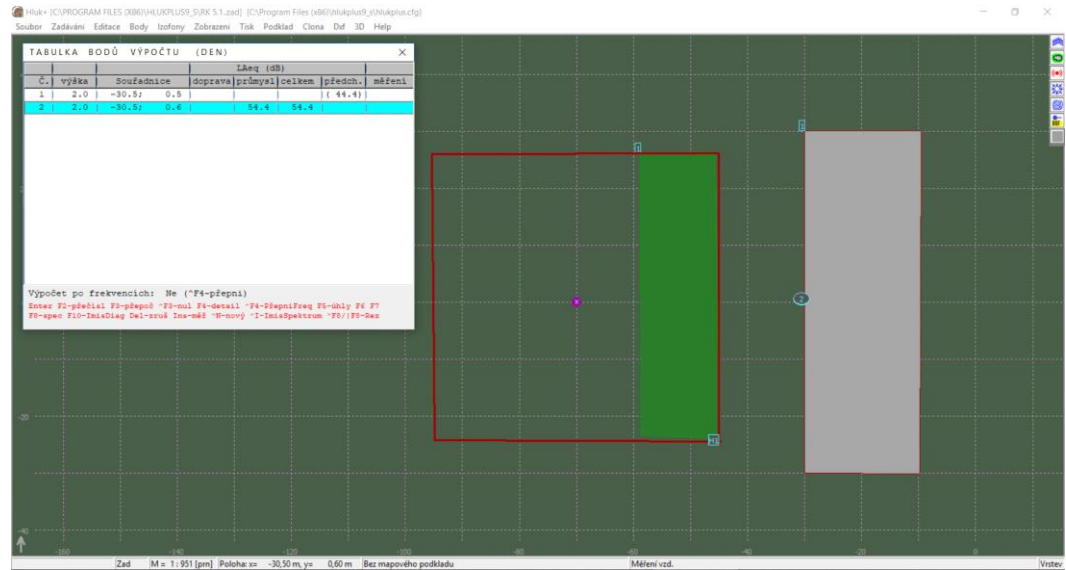 Hluk+ [C:\PROGRAM FILES (X86)\HLUKPLUS9_S\RK 5.1.zad] [C:\Program Files (x86)\hlukplus9_s\hlukplus.cfg]
Soubor Zadávání Editace Body Izofony Zobrazení Tisk Podklad Clona Dxf 3D Help
TABULKA BODŮ VÝPOČTU (DEN)
LAeq (dB)
Č. | výška | Souřadnice | doprava | průmysl | celkem | předch. | měření
1 | 2.0 | -30.5; 0.5 | | | | ( 44.4) |
2 | 2.0 | -30.5; 0.6 | | 54.4 | 54.4 | |
Výpočet po frekvencích: Ne (^F4-přepni)
Enter F2-přečísl F3-přepoč ^F3-nul F4-detail ^F4-PřepniFreq F5-úhly F6 F7
F8-spec F10-ImisDiag Del-zruš Ins-měř ^N-nový ^I-ImisSpektrum ^F8/|F8-Rez
1
2
-20
-40
-160 -140 -120 -100 -80 -60 -40 -20 0
Zad M = 1: 951 [prn] Poloha: x= -30,50 m, y= 0,60 m Bez mapového podkladu Měření vzd. Vrstev